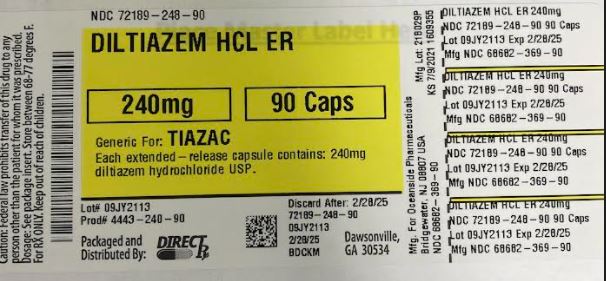 NDC 72189-248-90
DILTIAZEM HCL ER
240mg
90 Caps
Generic For: TIAZAC
Each extended-release capsule contains: 240mg
diltiazem hydrochloride USP.
Lot# 09JY2113
Prod# 4443-240-90
Packaged and
Distributed By:
DIRECT Rx
Discard After: 2/28/25
72189-248-90
09JY2113
2/28/25
BDCKM
Dawsonville,
GA 30534
Caution: Federal law prohibits transfer of this drug to any
person other than the patient for whom it was prescribed.
Dosage: See package insert. Store between 68-77 degrees F.
For RX ONLY. Keep out of reach of children.
Mfg. For Oceanside Pharmaceuticals
Bridgewater, NJ 08807 USA
NDC 68682-369-90
Mfg Lot: 218029P
KS 7/9/2021 1609355
DILTIAZEM HCL ER 240mg
NDC 72189-248-90 90 Caps
Lot 09JY2113 Exp 2/28/25
Mfg NDC 68682-369-90
DILTIAZEM HCL ER 240mg
NDC 72189-248-90 90 Caps
Lot 09JY2113 Exp 2/28/25
Mfg NDC 68682-369-90
DILTIAZEM HCL ER 240mg
NDC 72189-248-90 90 Caps
Lot 09JY2113 Exp 2/28/25
Mfg NDC 68682-369-90
DILTIAZEM HCL ER 240mg
NDC 72189-248-90 90 Caps
Lot 09JY2113 Exp 2/28/25
Mfg NDC 68682-369-90